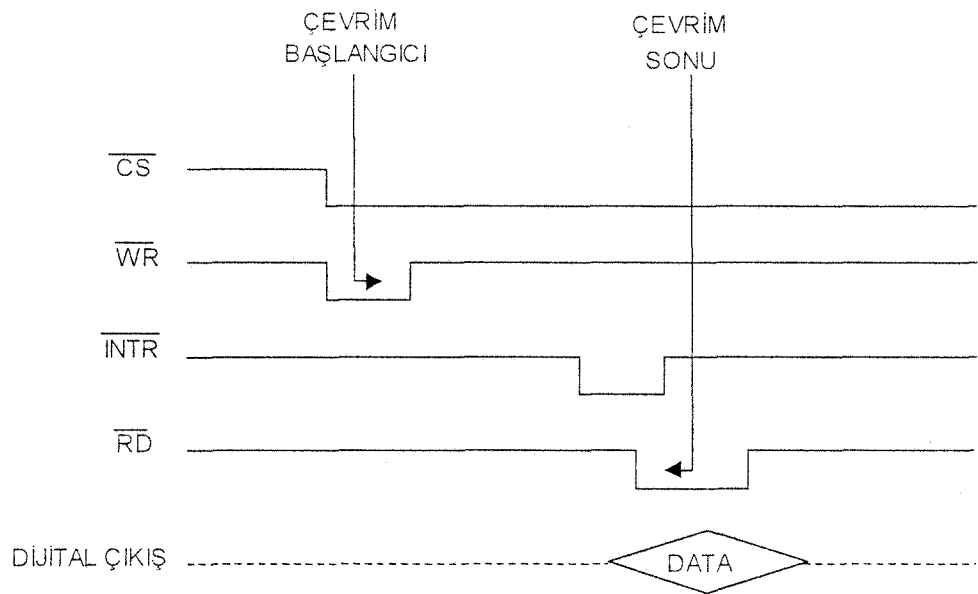 ÇEVRİM
BAŞLANGICI
ÇEVRİM
SONU
CS
WR
INTR
RD
DİJİTAL ÇIKIŞ
DATA